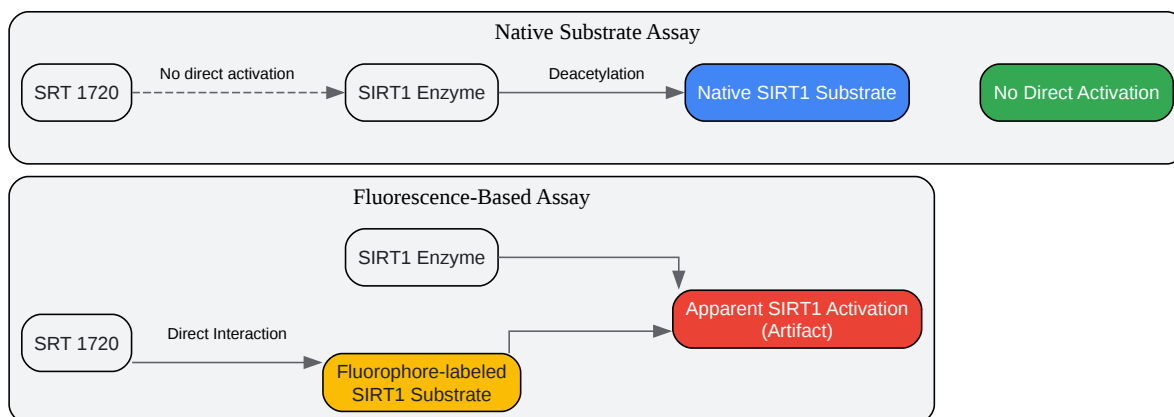 Native Substrate Assay
SRT 1720
No direct activation
SIRT1 Enzyme
Deacetylation
Native SIRT1 Substrate
No Direct Activation
Fluorescence-Based Assay
SIRT1 Enzyme
SRT 1720
Direct Interaction
Fluorophore-labeled
SIRT1 Substrate
Apparent SIRT1 Activation
(Artifact)